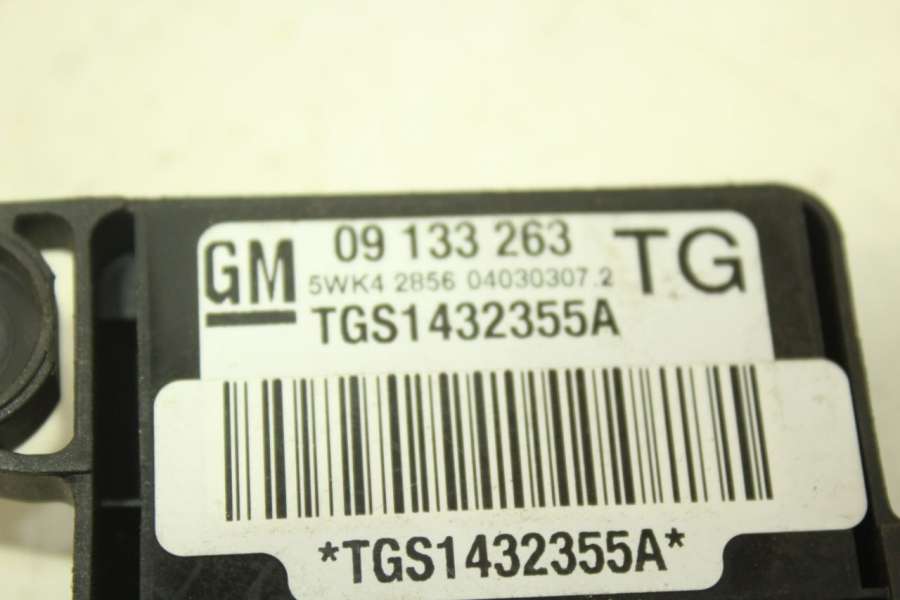 GM 09 133 263 TG
5WK4 2856 04030307.2
TGS1432355A
*TGS1432355A*